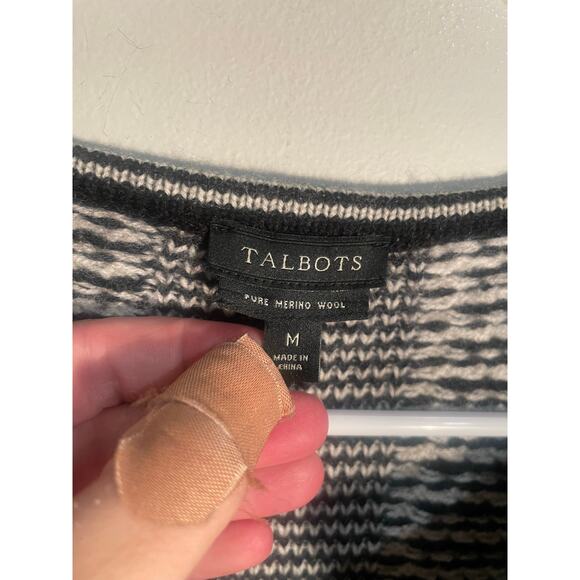 TALBOTS
PURE MERINO WOOL
M
MADE IN
CHINA